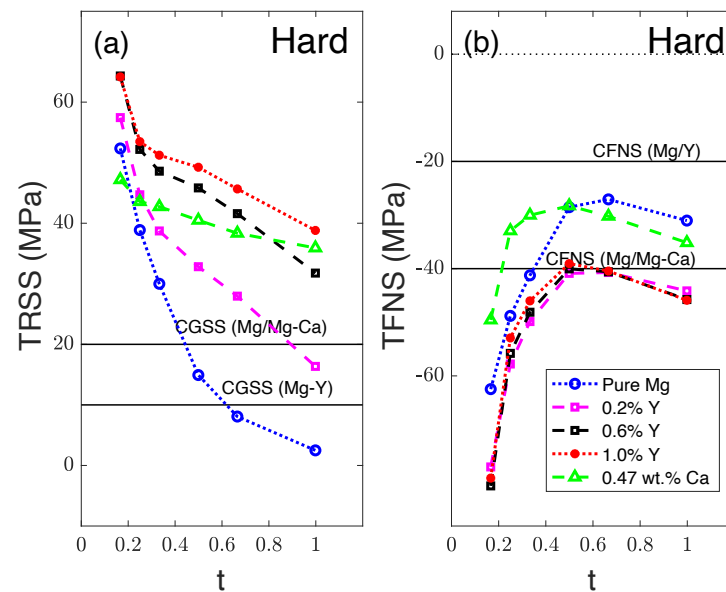 (a)
Hard
TRSS (MPa)
60
40
20
0
CGSS (Mg/Mg-Ca)
CGSS (Mg-Y)
0
0.2
0.4
0.6
0.8
1
t
(b)
Hard
TFNS (MPa)
0
-20
-40
-60
CFNS (Mg/Y)
CFNS (Mg/Mg-Ca)
Pure Mg
0.2% Y
0.6% Y
1.0% Y
0.47 wt.% Ca
0
0.2
0.4
0.6
0.8
1
t